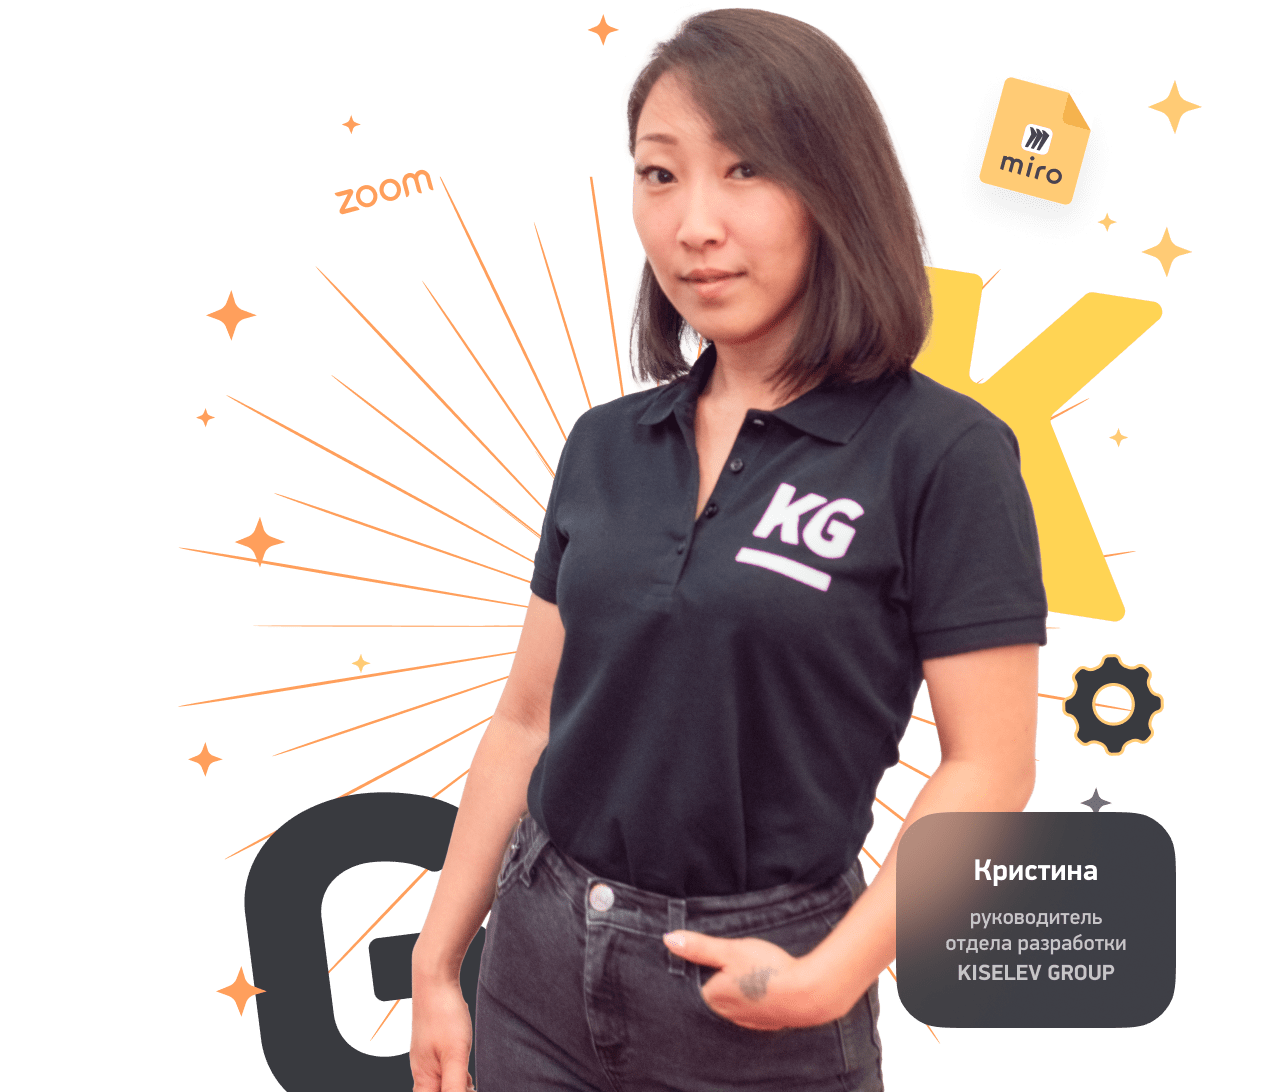 zoom
miro
K
KG
G
Кристина
руководитель
отдела разработки
KISELEV GROUP